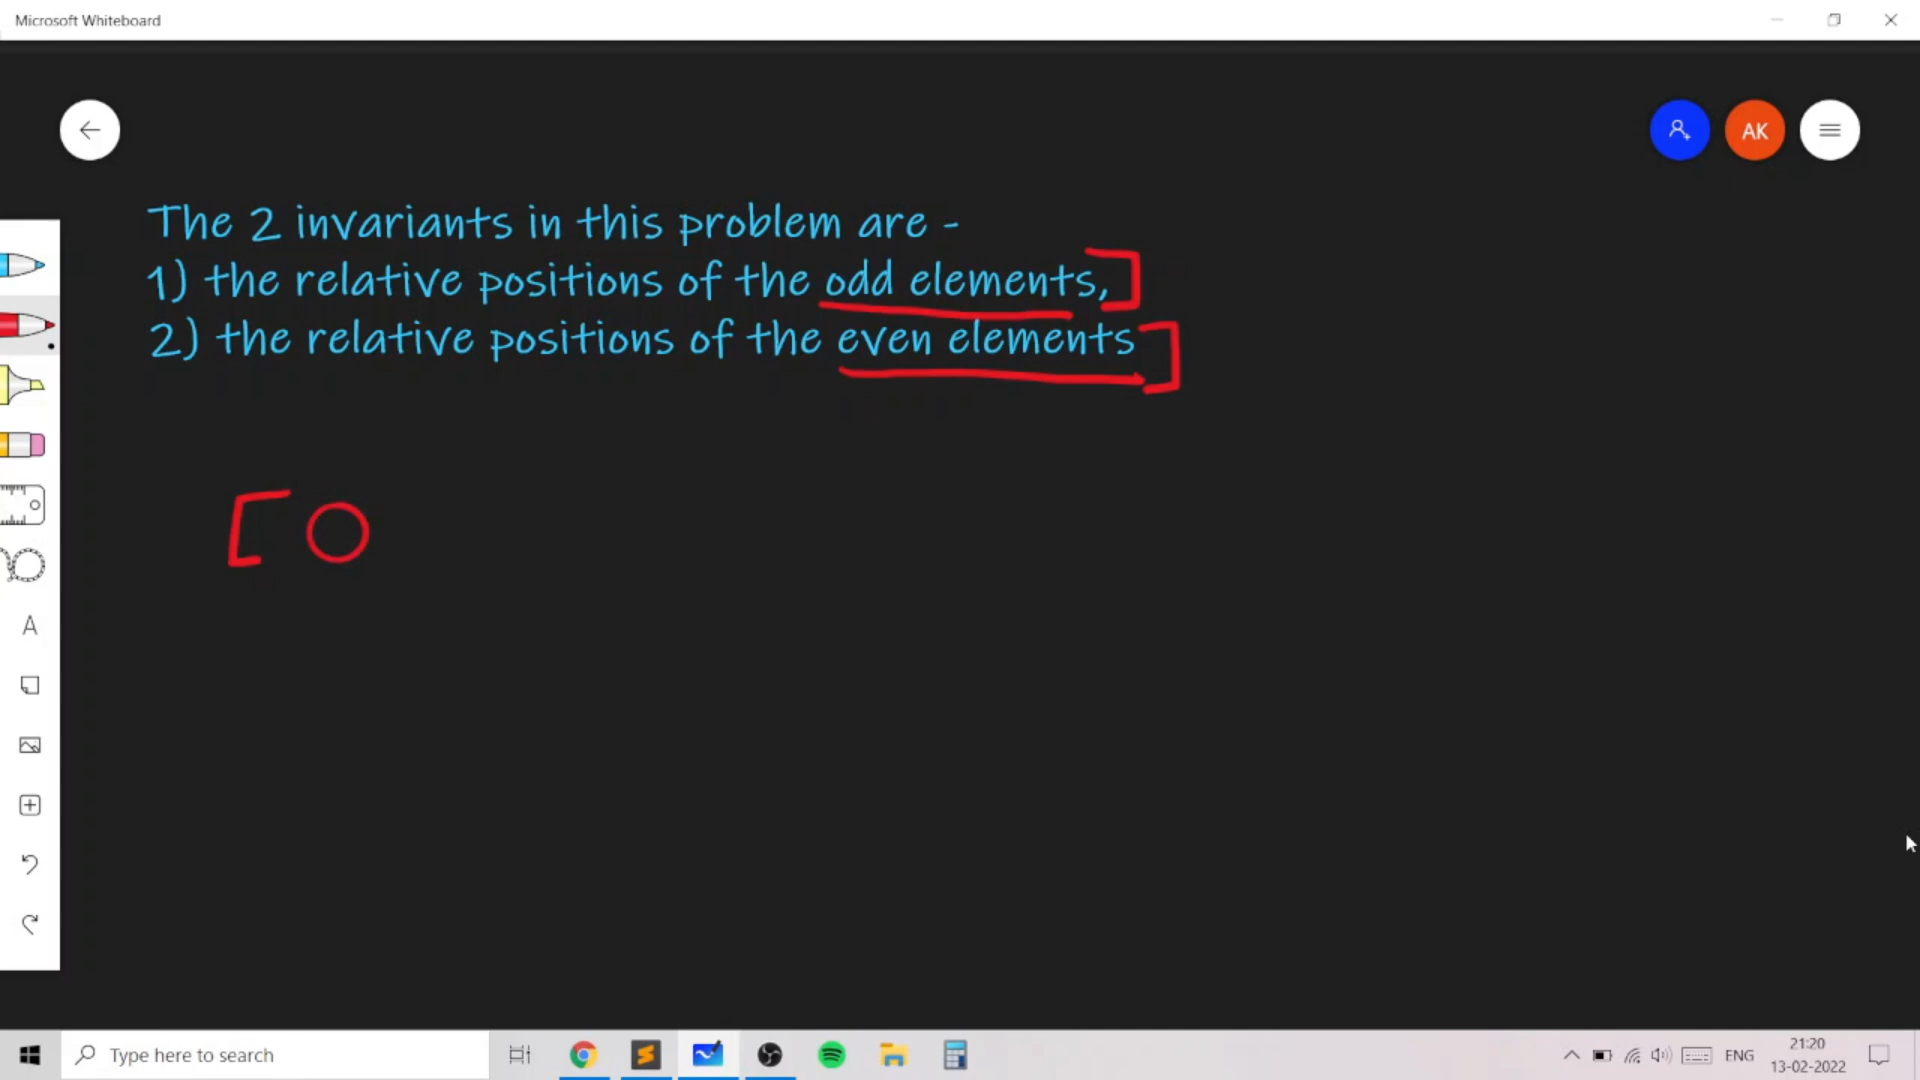 Microsoft Whiteboard
AK
The 2 invariants in this problem are -
1) the relative positions of the odd elements,
2) the relative positions of the even elements
[ O
A
Type here to search
ENG
21:20
13-02-2022